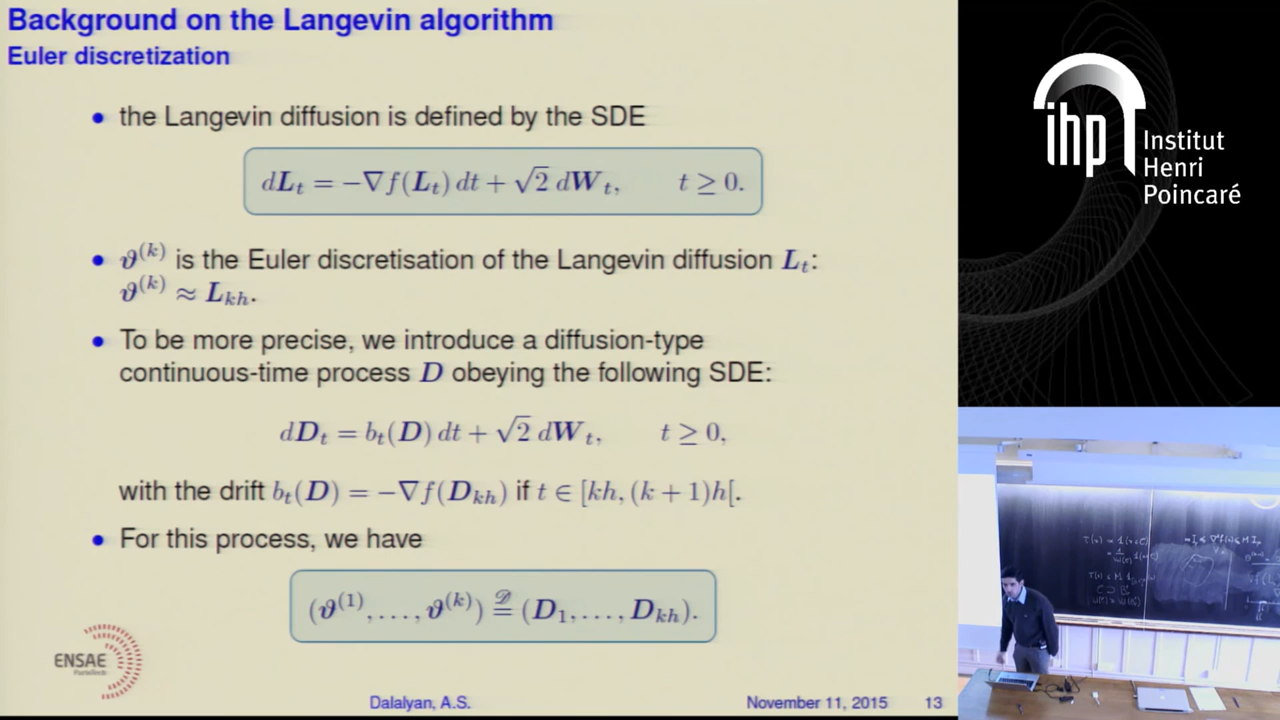 Background on the Langevin algorithm
Euler discretization
• the Langevin diffusion is defined by the SDE
dL_t = −∇f(L_t) dt + √2 dW_t, t ≥ 0.
• ϑ^(k) is the Euler discretisation of the Langevin diffusion L_t:
ϑ^(k) ≈ L_kh.
• To be more precise, we introduce a diffusion-type
continuous-time process D obeying the following SDE:
dD_t = b_t(D) dt + √2 dW_t, t ≥ 0,
with the drift b_t(D) = −∇f(D_kh) if t ∈ [kh, (k + 1)h[.
• For this process, we have
(ϑ^(1), . . . , ϑ^(k)) 𝒟= (D_1, . . . , D_kh).
ENSAE
ParisTech
Dalalyan, A.S.
November 11, 2015 13
ihp
Institut
Henri
Poincaré